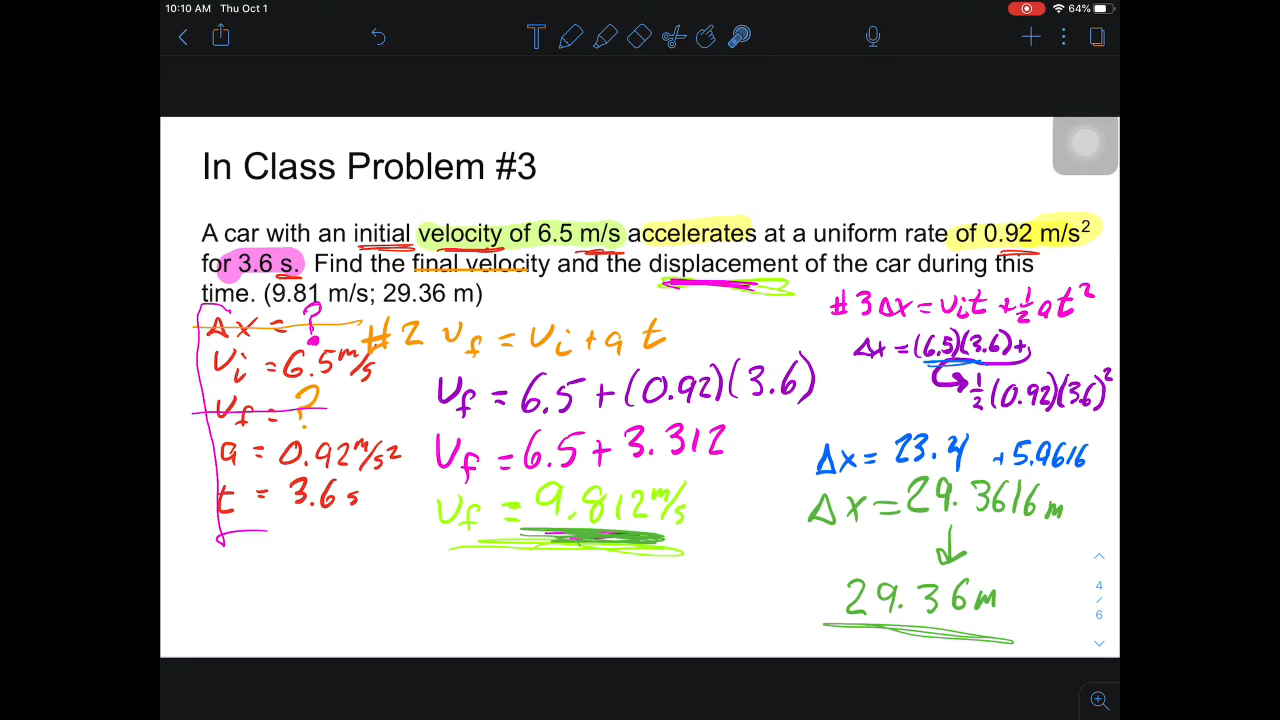 10:10 AM Thu Oct 1
64%
In Class Problem #3
A car with an initial velocity of 6.5 m/s accelerates at a uniform rate of 0.92 m/s²
for 3.6 s. Find the final velocity and the displacement of the car during this
time. (9.81 m/s; 29.36 m)
Δx = ?
Vi = 6.5 m/s
Vf = ?
a = 0.92 m/s²
t = 3.6 s
#2 Vf = Vi + a t
Vf = 6.5 + (0.92)(3.6)
Vf = 6.5 + 3.312
Vf = 9.812 m/s
#3 Δx = Vit + ½at²
Δx = (6.5)(3.6) +
½(0.92)(3.6)²
Δx = 23.4 + 5.9616
Δx = 29.3616 m
29.36 m
4
6